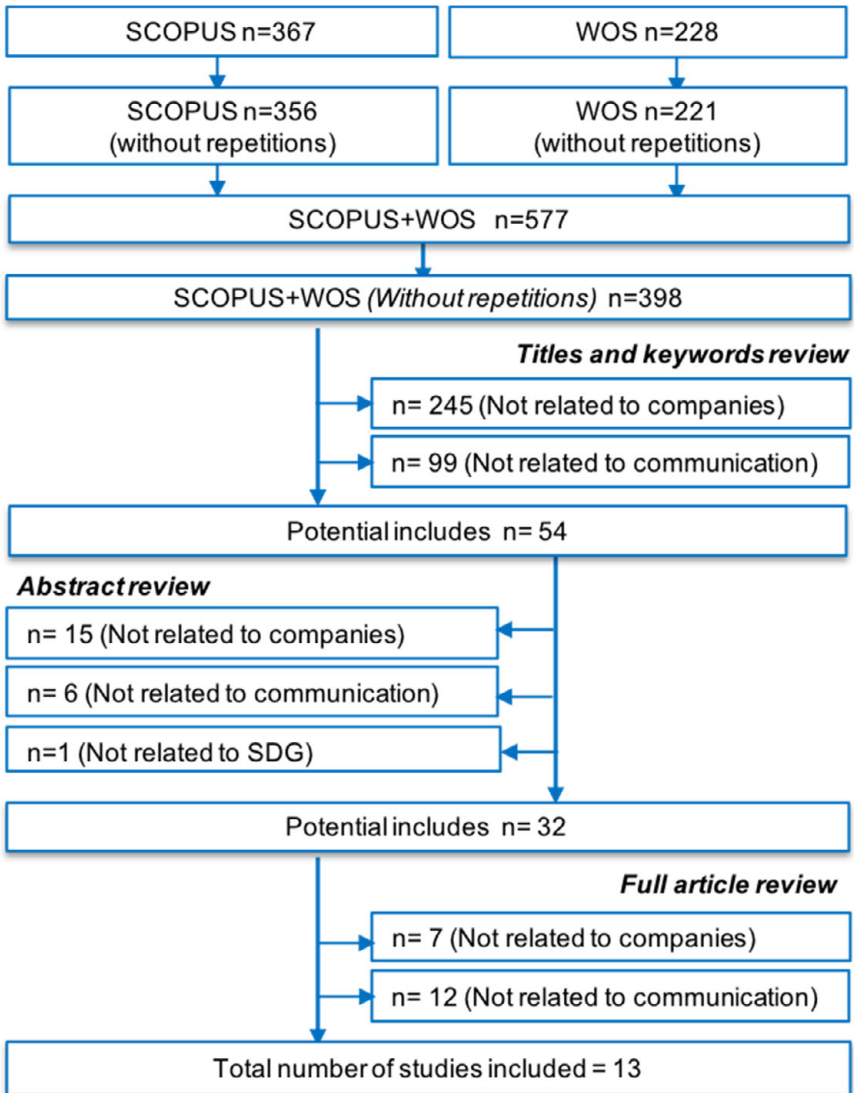 SCOPUS n=367
WOS n=228
SCOPUS n=356
(without repetitions)
WOS n=221
(without repetitions)
SCOPUS+WOS n=577
SCOPUS+WOS (Without repetitions) n=398
Titles and keywords review
n= 245 (Not related to companies)
n= 99 (Not related to communication)
Potential includes n= 54
Abstract review
n= 15 (Not related to companies)
n= 6 (Not related to communication)
n=1 (Not related to SDG)
Potential includes n= 32
Full article review
n= 7 (Not related to companies)
n= 12 (Not related to communication)
Total number of studies included = 13